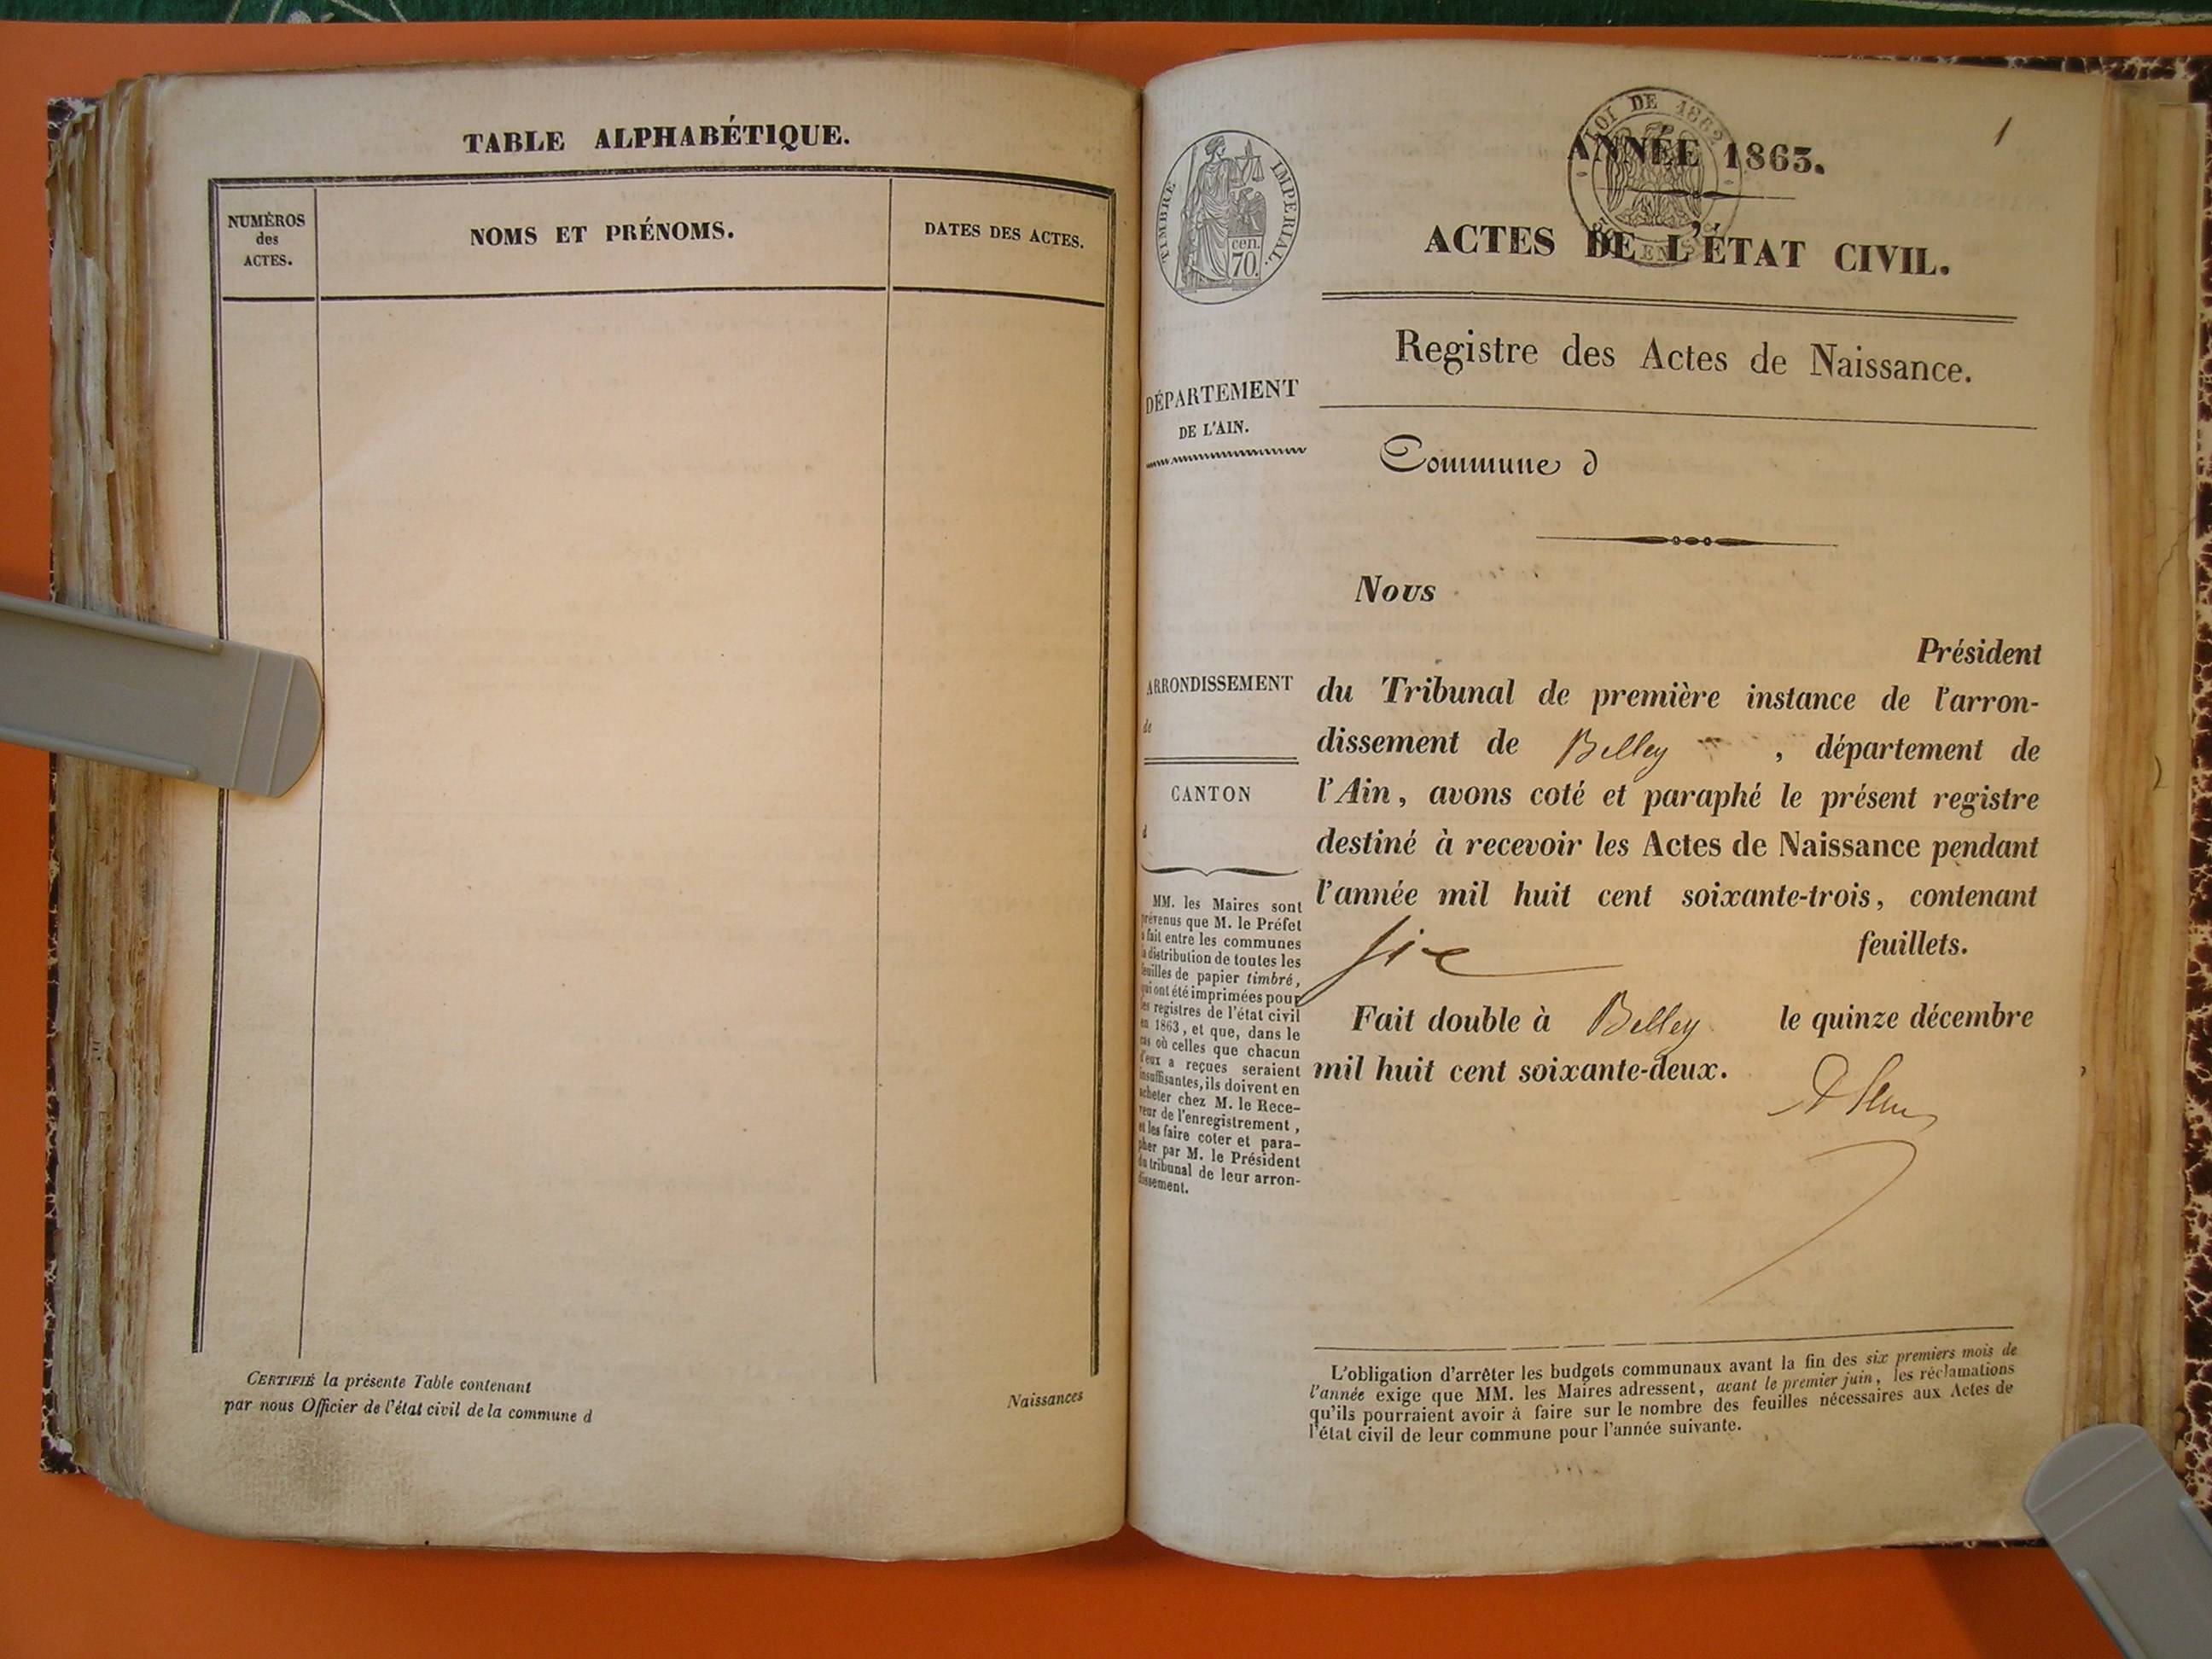 TABLE ALPHABÉTIQUE.
NUMÉROS
des
ACTES.
NOMS ET PRÉNOMS.
DATES DES ACTES.
CERTIFIÉ la présente Table contenant
Naissances
par nous Officier de l'état civil de la commune d
1
LOI DE 1862
ANNÉE 1863.
TIMBRE IMPÉRIAL.
cen.
70.
ACTES DE L'ÉTAT CIVIL.
Registre des Actes de Naissance.
DÉPARTEMENT
DE L'AIN.
Commune d
Nous
Président
ARRONDISSEMENT
de
CANTON
d
du Tribunal de première instance de l'arron-
dissement de Belley , département de
l'Ain, avons coté et paraphé le présent registre
destiné à recevoir les Actes de Naissance pendant
l'année mil huit cent soixante-trois, contenant
six feuillets.
Fait double à Belley le quinze décembre
mil huit cent soixante-deux.
MM. les Maires sont
prévenus que M. le Préfet
a fait entre les communes
la distribution de toutes les
feuilles de papier timbré,
qui ont été imprimées pour
les registres de l'état civil
en 1863, et que, dans le
cas où celles que chacun
d'eux a reçues seraient
insuffisantes, ils doivent en
acheter chez M. le Rece-
veur de l'enregistrement,
et les faire coter et para-
pher par M. le Président
du tribunal de leur arron-
dissement.
L'obligation d'arrêter les budgets communaux avant la fin des six premiers mois de
l'année exige que MM. les Maires adressent, avant le premier juin, les réclamations
qu'ils pourraient avoir à faire sur le nombre des feuilles nécessaires aux Actes de
l'état civil de leur commune pour l'année suivante.